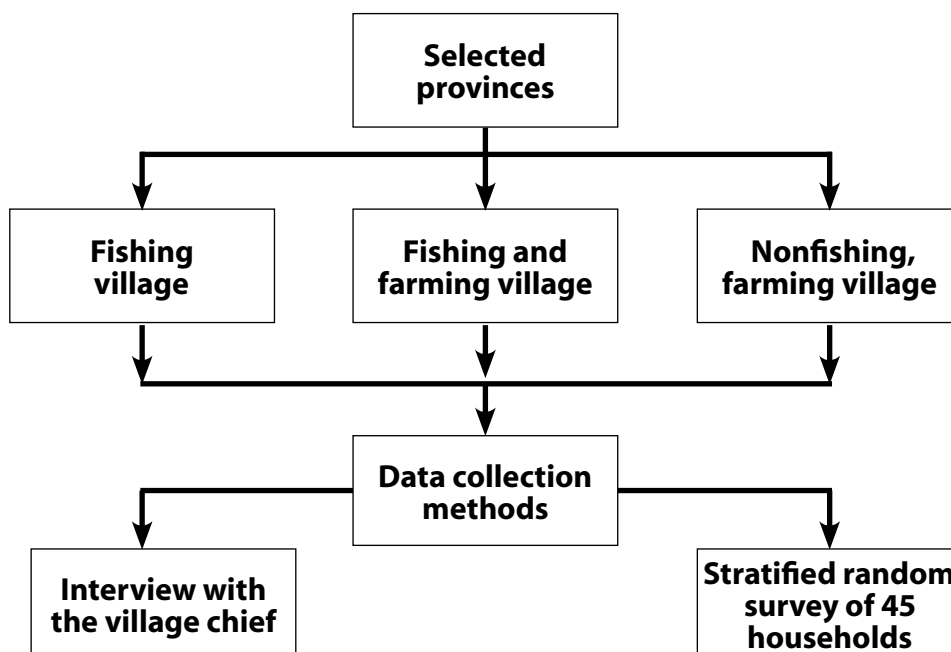 Selected
provinces
Fishing
village
Fishing and
farming village
Nonfishing,
farming village
Data collection
methods
Interview with
the village chief
Stratified random
survey of 45
households